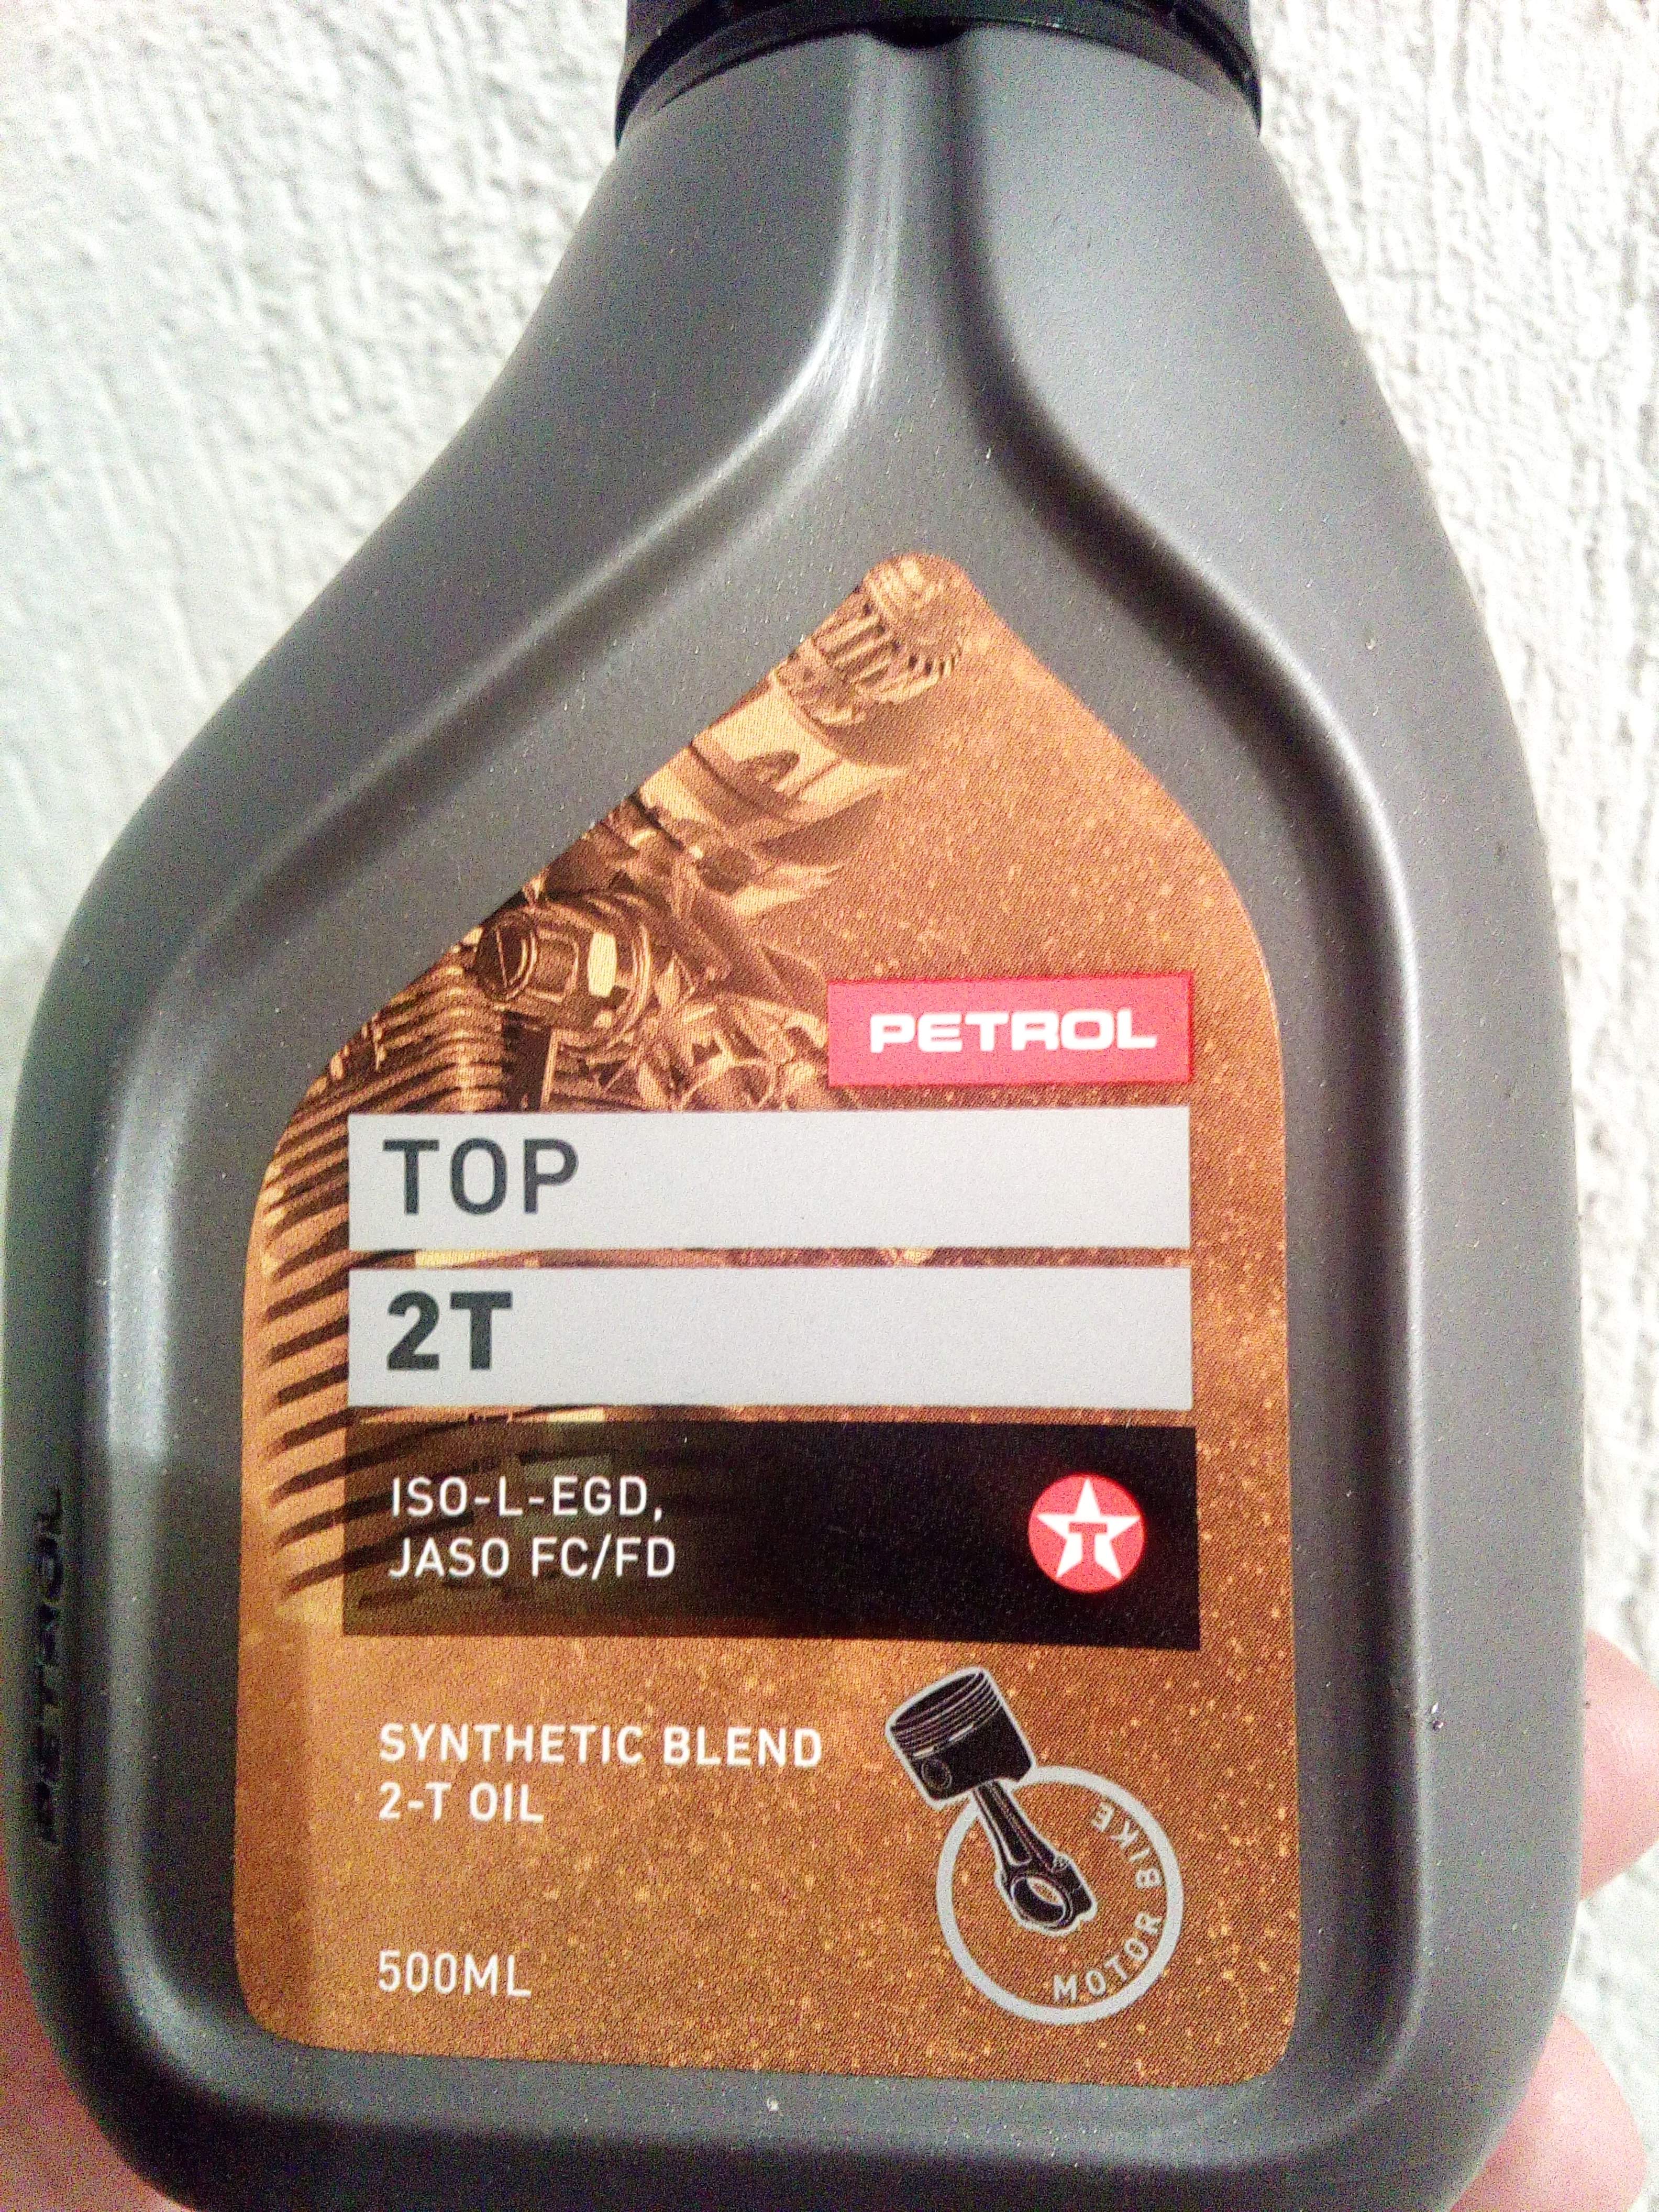 PETROL
TOP
2T
ISO-L-EGD,
JASO FC/FD
T
SYNTHETIC BLEND
2-T OIL
MOTOR BIKE
500ML
PETROL